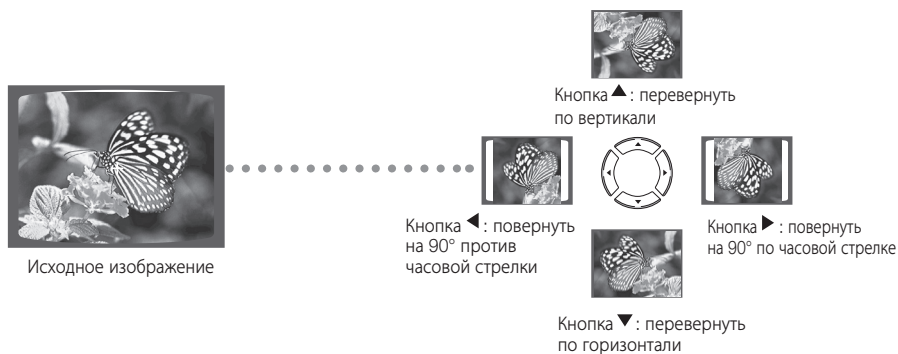 Кнопка ▲ : перевернуть
по вертикали
Исходное изображение
Кнопка ◀ : повернуть
на 90° против
часовой стрелки
Кнопка ▶ : повернуть
на 90° по часовой стрелке
Кнопка ▼ : перевернуть
по горизонтали